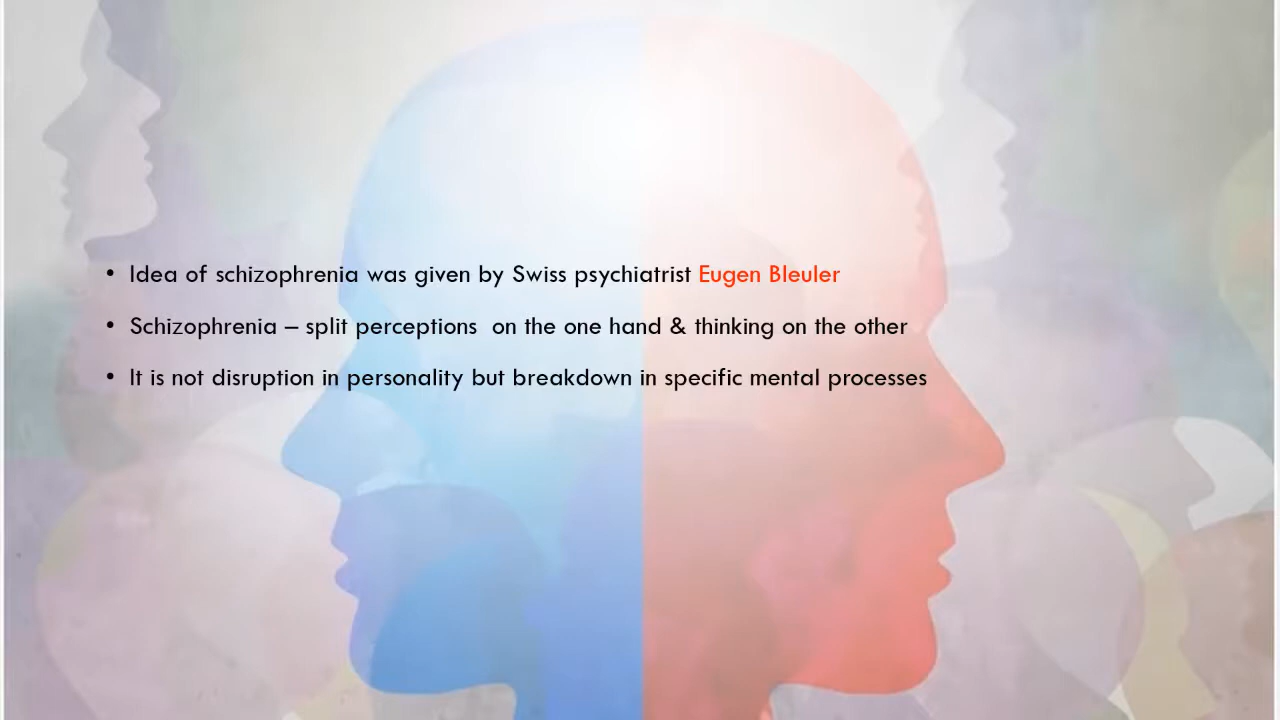 • Idea of schizophrenia was given by Swiss psychiatrist Eugen Bleuler
• Schizophrenia – split perceptions  on the one hand & thinking on the other
• It is not disruption in personality but breakdown in specific mental processes